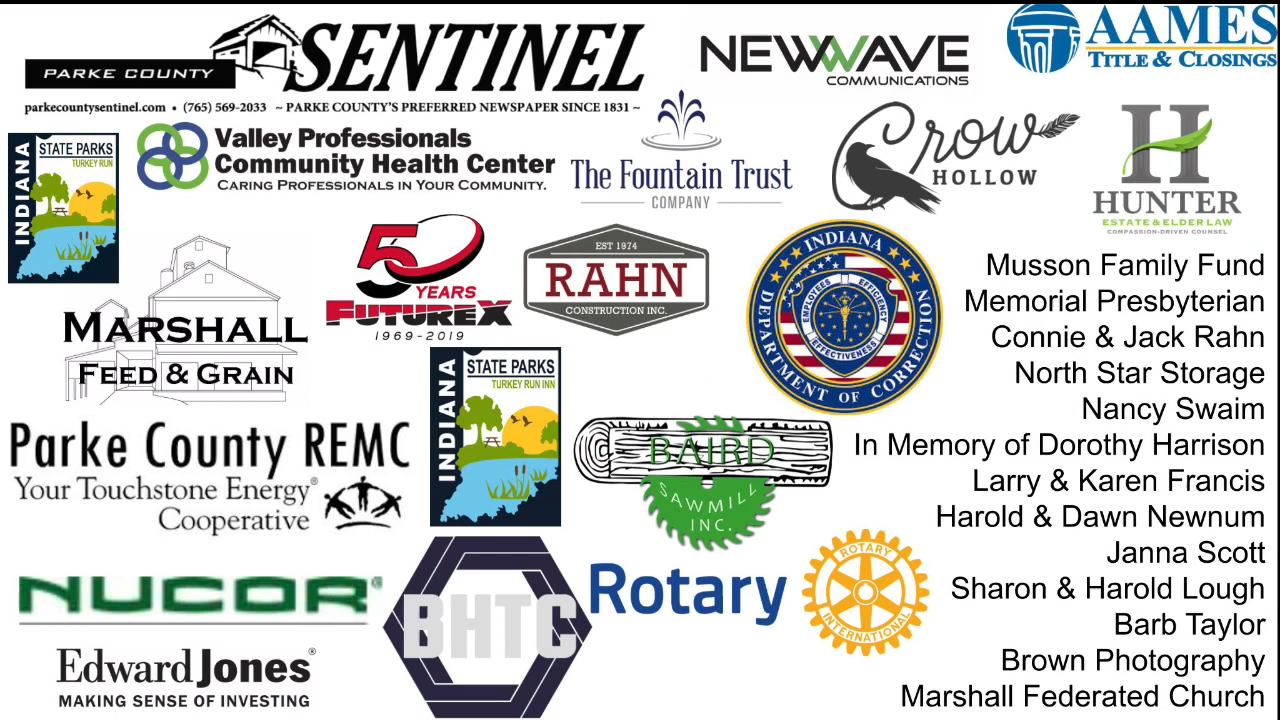 PARKE COUNTY SENTINEL
parkecountysentinel.com • (765) 569-2033 ~ PARKE COUNTY'S PREFERRED NEWSPAPER SINCE 1831 ~
NEWWAVE
COMMUNICATIONS
AAMES
TITLE & CLOSINGS
INDIANA
STATE PARKS
TURKEY RUN
Valley Professionals
Community Health Center
CARING PROFESSIONALS IN YOUR COMMUNITY.
The Fountain Trust
COMPANY
Crow
HOLLOW
H
HUNTER
ESTATE & ELDER LAW
COMPASSION-DRIVEN COUNSEL
MARSHALL
FEED & GRAIN
50
YEARS
FUTUREX
1969-2019
EST 1974
RAHN
CONSTRUCTION INC.
INDIANA
DEPARTMENT OF CORRECTION
EMPLOYEES
EFFICIENCY
EFFECTIVENESS
Parke County REMC
Your Touchstone Energy®
Cooperative
INDIANA
STATE PARKS
TURKEY RUN INN
BAIRD
SAWMILL
INC.
NUCOR®
BHTC
Rotary
ROTARY
INTERNATIONAL
Edward Jones®
MAKING SENSE OF INVESTING
Musson Family Fund
Memorial Presbyterian
Connie & Jack Rahn
North Star Storage
Nancy Swaim
In Memory of Dorothy Harrison
Larry & Karen Francis
Harold & Dawn Newnum
Janna Scott
Sharon & Harold Lough
Barb Taylor
Brown Photography
Marshall Federated Church